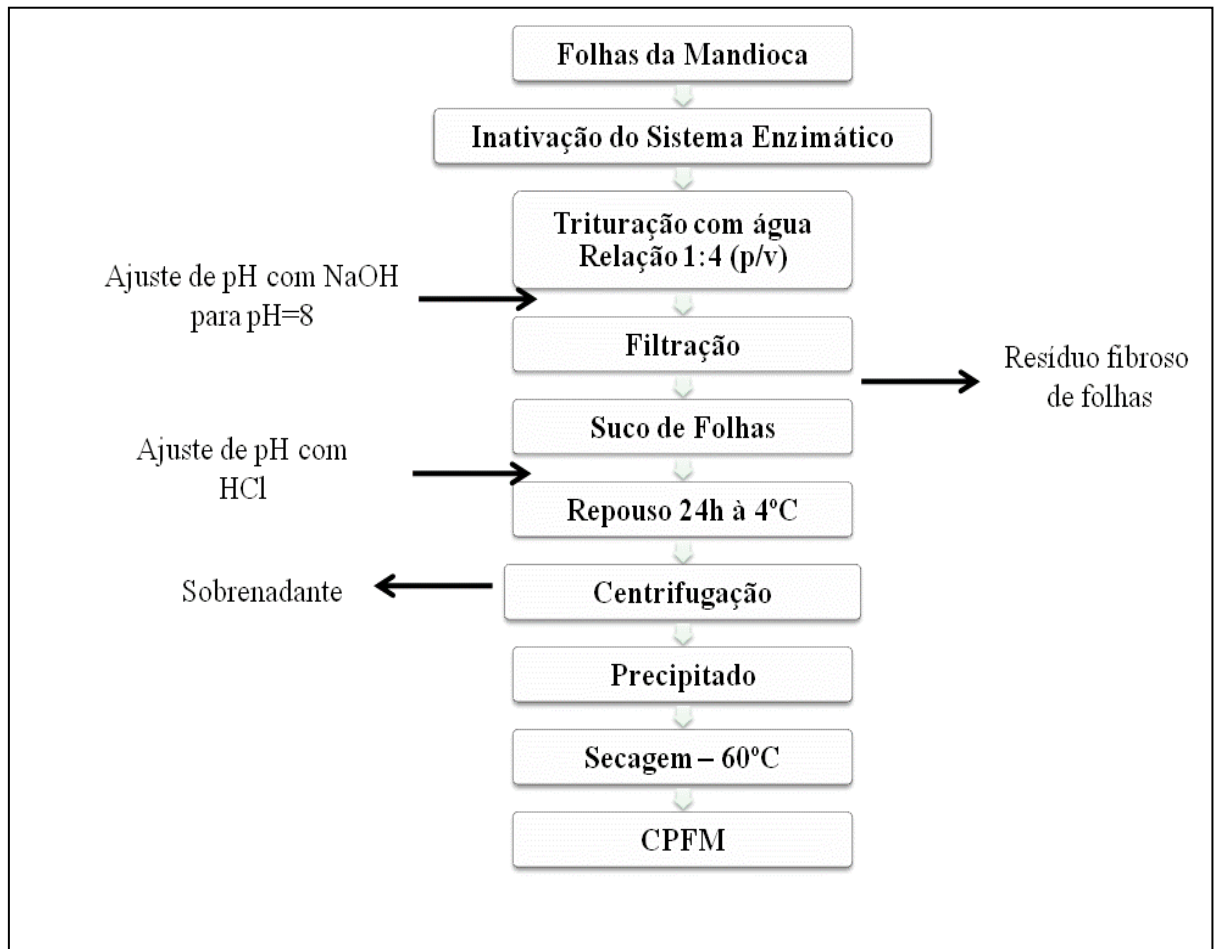 Folhas da Mandioca
Inativação do Sistema Enzimático
Trituração com água
Relação 1:4 (p/v)
Ajuste de pH com NaOH
para pH=8
Filtração
Resíduo fibroso
de folhas
Suco de Folhas
Ajuste de pH com
HCl
Repouso 24h à 4ºC
Sobrenadante
Centrifugação
Precipitado
Secagem – 60ºC
CPFM